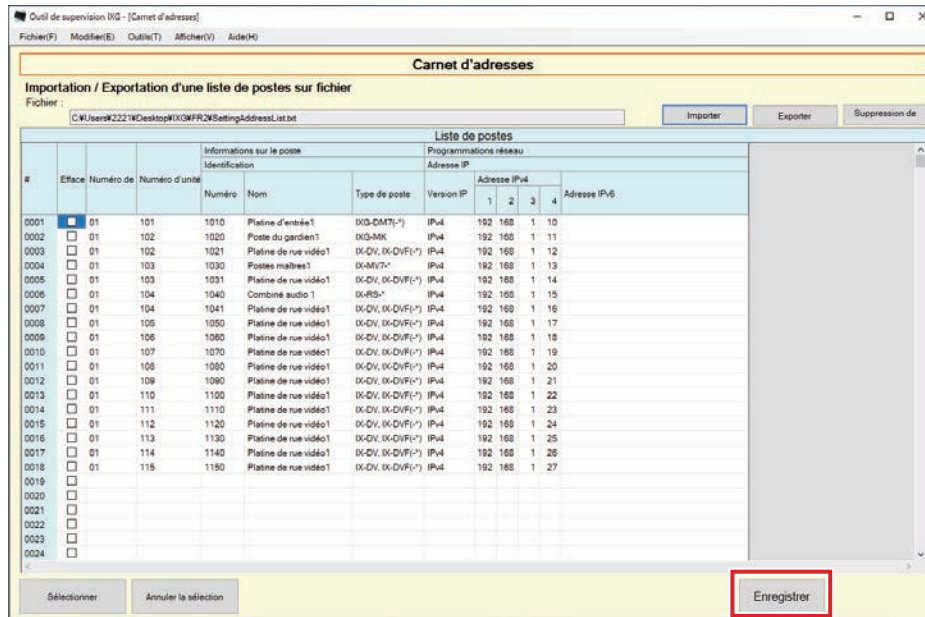 Outil de supervision IXG - [Carnet d'adresses]
Fichier(F) Modifier(E) Outils(T) Afficher(V) Aide(H)
Carnet d'adresses
Importation / Exportation d'une liste de postes sur fichier
Fichier :
C:¥Users¥2221¥Desktop¥IXG¥FR2¥SettingAddressList.txt Importer Exporter Suppression de
Liste de postes
Informations sur le poste Programmations réseau
Identification Adresse IP
# Efface Numéro de Numéro d'unité Numéro Nom Type de poste Version IP Adresse IPv4 Adresse IPv6
1 2 3 4
0001 01 101 1010 Platine d'entrée1 IXG-DM7(-*) IPv4 192 168 1 10
0002 01 102 1020 Poste du gardien1 IXG-MK IPv4 192 168 1 11
0003 01 102 1021 Platine de rue vidéo1 IX-DV, IX-DVF(-*) IPv4 192 168 1 12
0004 01 103 1030 Postes maîtres1 IX-MV7-* IPv4 192 168 1 13
0005 01 103 1031 Platine de rue vidéo1 IX-DV, IX-DVF(-*) IPv4 192 168 1 14
0006 01 104 1040 Combiné audio 1 IX-RS-* IPv4 192 168 1 15
0007 01 104 1041 Platine de rue vidéo1 IX-DV, IX-DVF(-*) IPv4 192 168 1 16
0008 01 105 1050 Platine de rue vidéo1 IX-DV, IX-DVF(-*) IPv4 192 168 1 17
0009 01 106 1060 Platine de rue vidéo1 IX-DV, IX-DVF(-*) IPv4 192 168 1 18
0010 01 107 1070 Platine de rue vidéo1 IX-DV, IX-DVF(-*) IPv4 192 168 1 19
0011 01 108 1080 Platine de rue vidéo1 IX-DV, IX-DVF(-*) IPv4 192 168 1 20
0012 01 109 1090 Platine de rue vidéo1 IX-DV, IX-DVF(-*) IPv4 192 168 1 21
0013 01 110 1100 Platine de rue vidéo1 IX-DV, IX-DVF(-*) IPv4 192 168 1 22
0014 01 111 1110 Platine de rue vidéo1 IX-DV, IX-DVF(-*) IPv4 192 168 1 23
0015 01 112 1120 Platine de rue vidéo1 IX-DV, IX-DVF(-*) IPv4 192 168 1 24
0016 01 113 1130 Platine de rue vidéo1 IX-DV, IX-DVF(-*) IPv4 192 168 1 25
0017 01 114 1140 Platine de rue vidéo1 IX-DV, IX-DVF(-*) IPv4 192 168 1 26
0018 01 115 1150 Platine de rue vidéo1 IX-DV, IX-DVF(-*) IPv4 192 168 1 27
0019
0020
0021
0022
0023
0024
Sélectionner Annuler la sélection Enregistrer